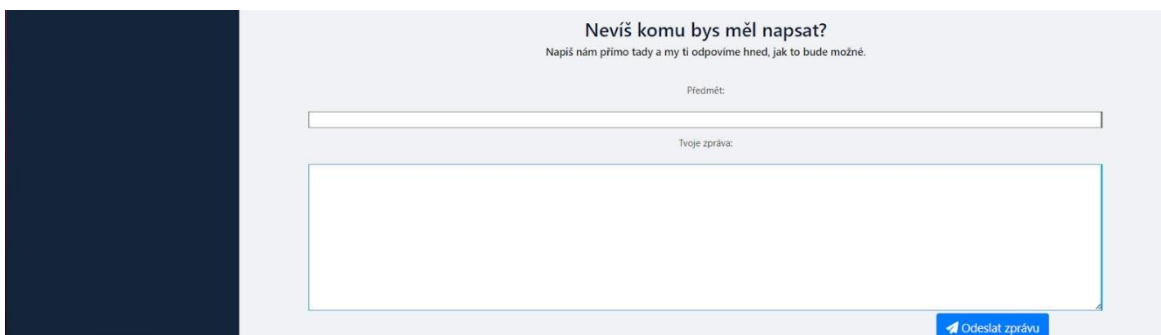 Nevíš komu bys měl napsat?
Napiš nám přímo tady a my ti odpovíme hned, jak to bude možné.
Předmět:
Tvoje zpráva:
Odeslat zprávu